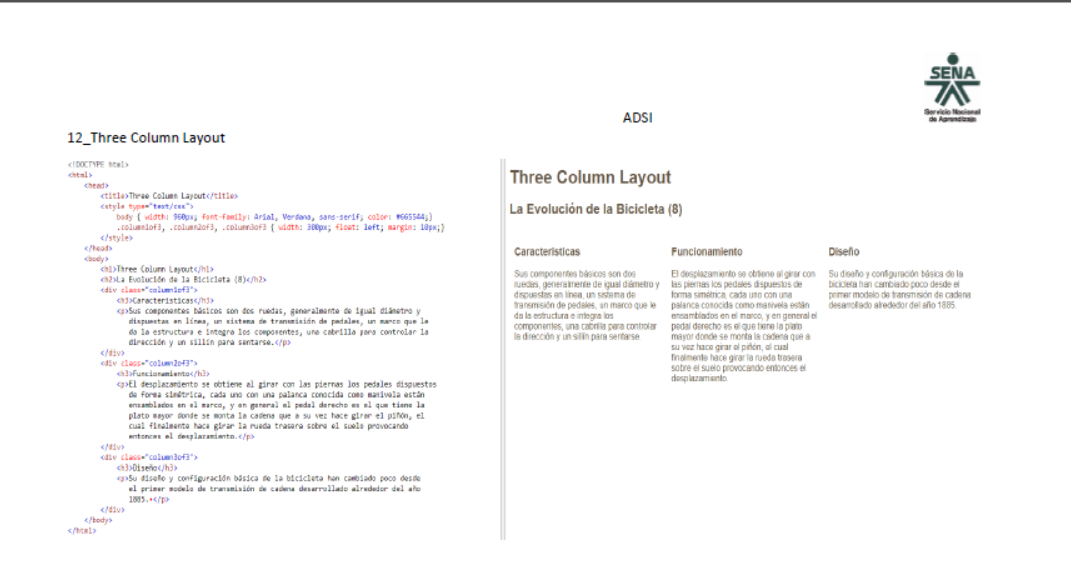 SENA
Servicio Nacional
de Aprendizaje
ADSI
12_Three Column Layout
<!DOCTYPE html>
<html>
<head>
<title>Three Column Layout</title>
<style type="text/css">
body { width: 960px; font-family: Arial, Verdana, sans-serif; color: #665544;}
.column1of3, .column2of3, .column3of3 { width: 300px; float: left; margin: 10px;}
</style>
</head>
<body>
<h1>Three Column Layout</h1>
<h2>La Evolución de la Bicicleta (8)</h2>
<div class="column1of3">
<h3>Características</h3>
<p>Sus componentes básicos son dos ruedas, generalmente de igual diámetro y
dispuestas en línea, un sistema de transmisión de pedales, un marco que le
da la estructura e integra los componentes, una cabrilla para controlar la
dirección y un sillín para sentarse.</p>
</div>
<div class="column2of3">
<h3>Funcionamiento</h3>
<p>El desplazamiento se obtiene al girar con las piernas los pedales dispuestos
de forma simétrica, cada uno con una palanca conocida como manivela están
ensamblados en el marco, y en general el pedal derecho es el que tiene la
plato mayor donde se monta la cadena que a su vez hace girar el piñón, el
cual finalmente hace girar la rueda trasera sobre el suelo provocando
entonces el desplazamiento.</p>
</div>
<div class="column3of3">
<h3>Diseño</h3>
<p>Su diseño y configuración básica de la bicicleta han cambiado poco desde
el primer modelo de transmisión de cadena desarrollado alrededor del año
1885.</p>
</div>
</body>
</html>
Three Column Layout
La Evolución de la Bicicleta (8)
Características
Sus componentes básicos son dos
ruedas, generalmente de igual diámetro y
dispuestas en línea, un sistema de
transmisión de pedales, un marco que le
da la estructura e integra los
componentes, una cabrilla para controlar
la dirección y un sillín para sentarse.
Funcionamiento
El desplazamiento se obtiene al girar con
las piernas los pedales dispuestos de
forma simétrica, cada uno con una
palanca conocida como manivela están
ensamblados en el marco, y en general el
pedal derecho es el que tiene la plato
mayor donde se monta la cadena que a
su vez hace girar el piñón, el cual
finalmente hace girar la rueda trasera
sobre el suelo provocando entonces el
desplazamiento.
Diseño
Su diseño y configuración básica de la
bicicleta han cambiado poco desde el
primer modelo de transmisión de cadena
desarrollado alrededor del año 1885.